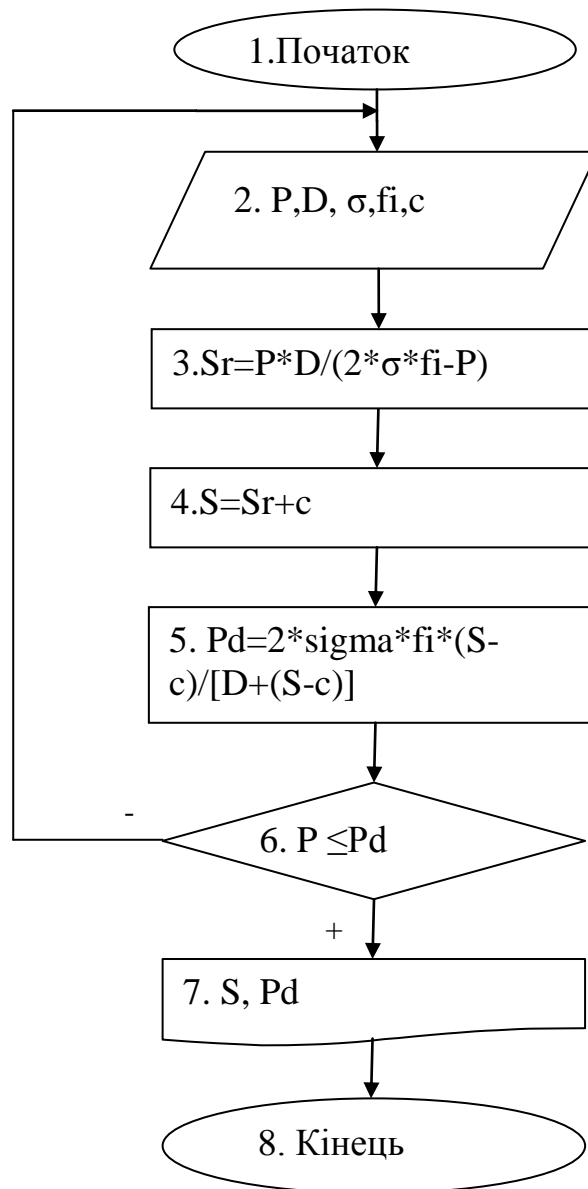 1.Початок
2. P,D, σ,fi,c
3.Sr=P*D/(2*σ*fi-P)
4.S=Sr+c
5. Pd=2*sigma*fi*(S-
c)/[D+(S-c)]
-
6. P ≤Pd
+
7. S, Pd
8. Кінець